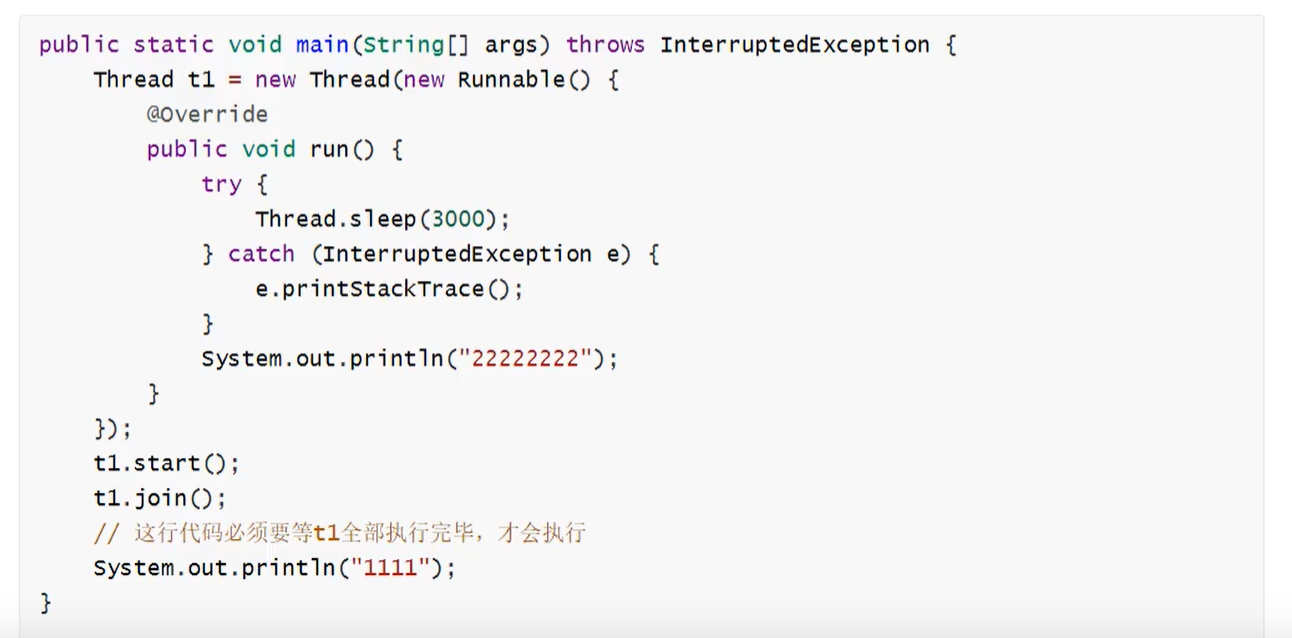 public static void main(String[] args) throws InterruptedException {
    Thread t1 = new Thread(new Runnable() {
        @Override
        public void run() {
            try {
                Thread.sleep(3000);
            } catch (InterruptedException e) {
                e.printStackTrace();
            }
            System.out.println("22222222");
        }
    });
    t1.start();
    t1.join();
    // 这行代码必须要等t1全部执行完毕，才会执行
    System.out.println("1111");
}